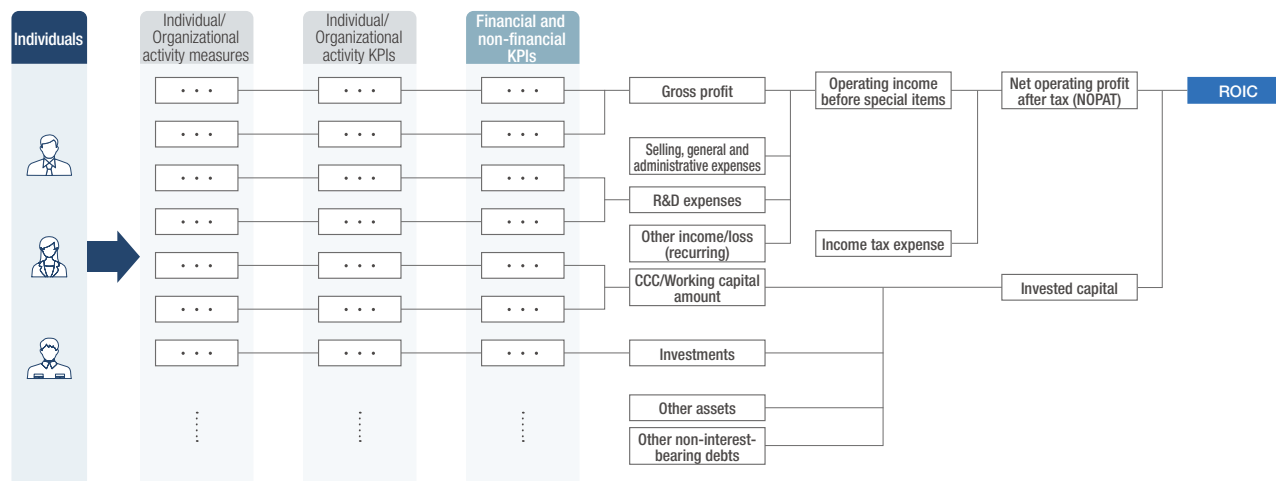 Individuals
Individual/
Organizational
activity measures
Individual/
Organizational
activity KPIs
Financial and
non-financial
KPIs
• • •
• • •
• • •
Gross profit
Operating income
before special items
Net operating profit
after tax (NOPAT)
ROIC
• • •
• • •
• • •
Selling, general and
administrative expenses
• • •
• • •
• • •
R&D expenses
• • •
• • •
• • •
Other income/loss
(recurring)
Income tax expense
• • •
• • •
• • •
CCC/Working capital
amount
Invested capital
• • •
• • •
• • •
• • •
• • •
• • •
Investments
Other assets
Other non-interest-
bearing debts